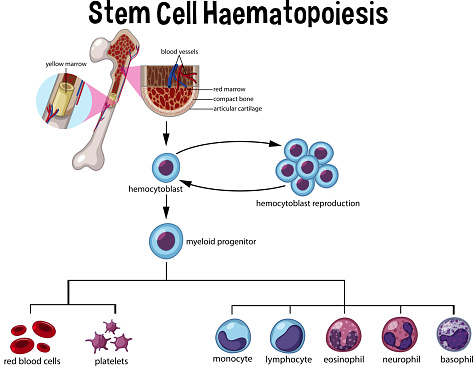 Stem Cell Haematopoiesis
blood vessels
yellow marrow
red marrow
compact bone
articular cartilage
hemocytoblast
hemocytoblast reproduction
myeloid progenitor
red blood cells
platelets
monocyte
lymphocyte
eosinophil
neurophil
basophil